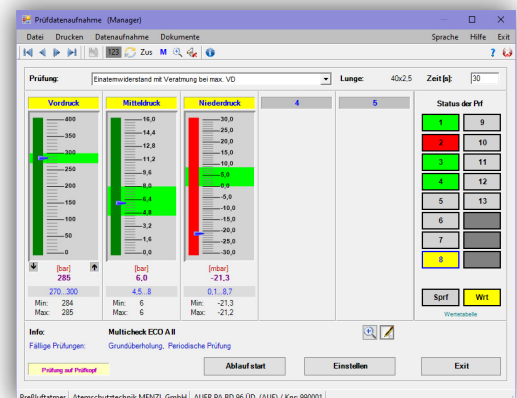 Prüfdatenaufnahme (Manager)
Datei Drucken Datenaufnahme Dokumente Sprache Hilfe Exit
123 Zus M ?
Prüfung: Einatemwiderstand mit Veratmung bei max. VD Lunge: 40x2,5 Zeit [s]: 30
Vordruck Mitteldruck Niederdruck 4 5 Status der Prf
400 16,0 30,0 1 9
350 14,4 25,0 2 10
300 12,8 20,0 3 11
250 11,2 15,0 4 12
200 9,6 10,0 5 13
150 8,0 5,0 6
100 6,4 0,0 7
50 4,8 -5,0 8
0 3,2 -10,0
1,6 -15,0
0,0 -20,0
-25,0
-30,0
[bar] [bar] [mbar]
285 6,0 -21,3
270...300 4,5...8 0,1...8,7
Min: 284 Min: 6 Min: -21,3
Max: 285 Max: 6 Max: -21,2
Sprf Wrt
Wertetabelle
Info: Multicheck ECO A II
Fällige Prüfungen: Grundüberholung, Periodische Prüfung
Prüfung auf Prüfkopf Ablauf start Einstellen Exit
Preßluftatmer Atemschutztechnik MENZL GmbH AUER PA BD 96 ÜD (AUE) / Knr: 990001